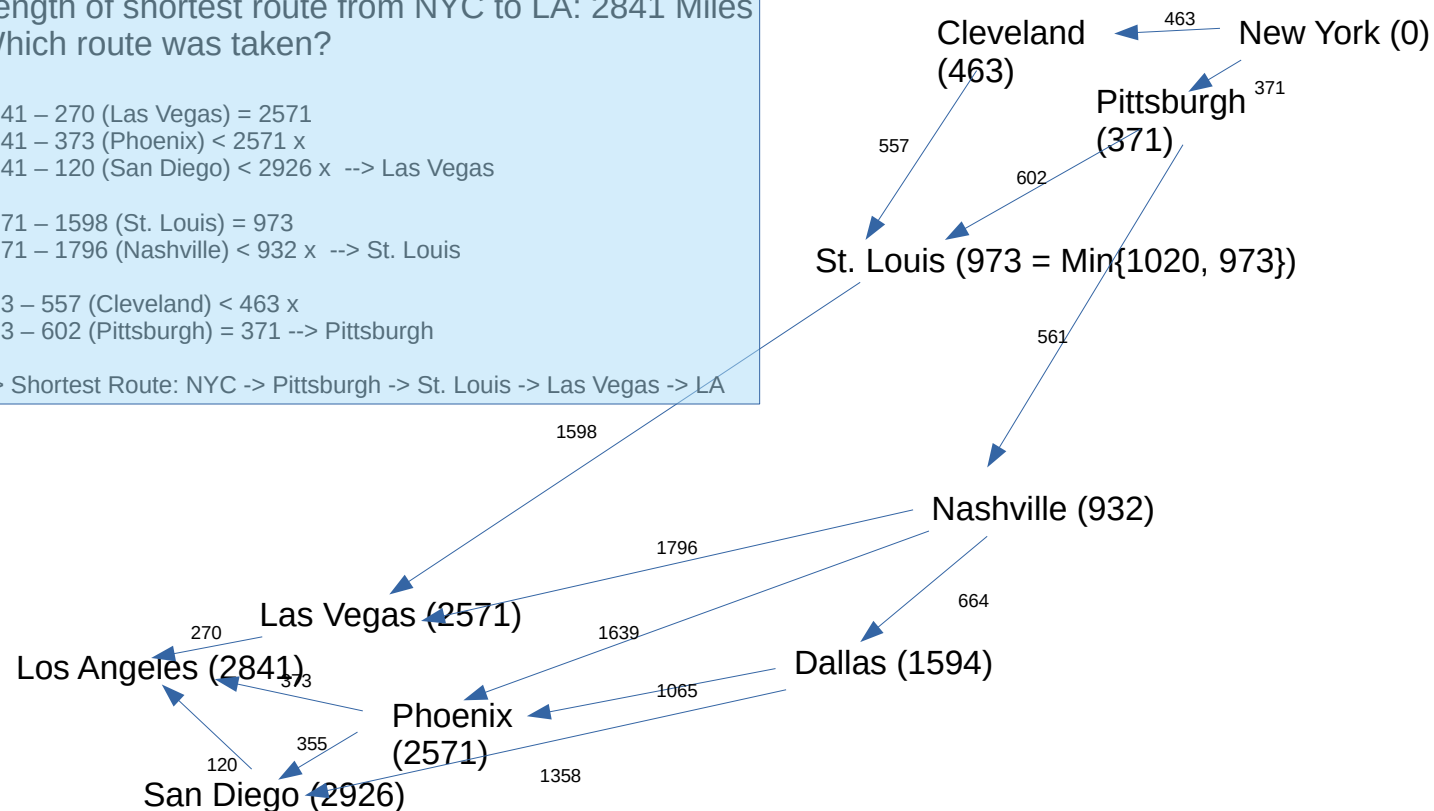 ength of shortest route from NYC to LA: 2841 Miles
hich route was taken?
41 – 270 (Las Vegas) = 2571
41 – 373 (Phoenix) < 2571 x
41 – 120 (San Diego) < 2926 x --> Las Vegas
71 – 1598 (St. Louis) = 973
71 – 1796 (Nashville) < 932 x --> St. Louis
3 – 557 (Cleveland) < 463 x
3 – 602 (Pittsburgh) = 371 --> Pittsburgh
> Shortest Route: NYC -> Pittsburgh -> St. Louis -> Las Vegas -> LA
463
Cleveland
(463)
New York (0)
371
Pittsburgh
(371)
557
602
St. Louis (973 = Min{1020, 973})
561
1598
Nashville (932)
1796
664
Las Vegas (2571)
270
1639
Los Angeles (2841)
373
Dallas (1594)
1065
Phoenix
(2571)
355
120
1358
San Diego (2926)